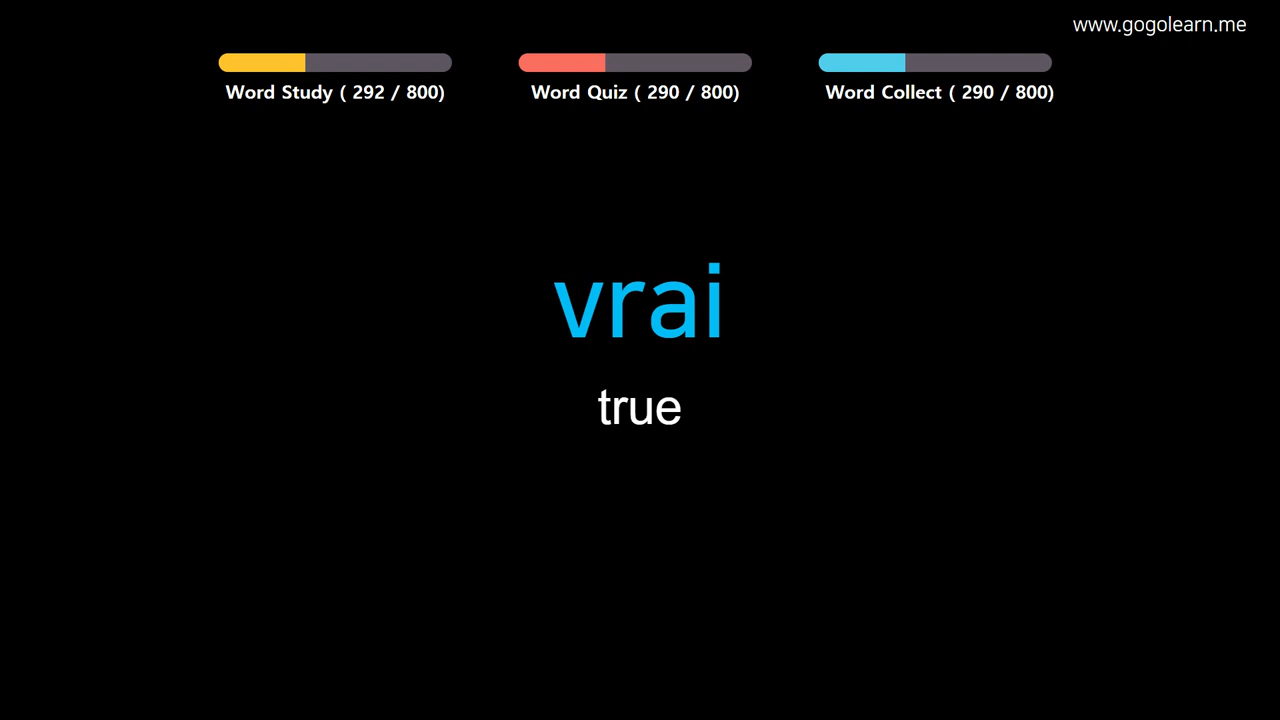 www.gogolearn.me
Word Study ( 292 / 800)
Word Quiz ( 290 / 800)
Word Collect ( 290 / 800)
vrai
true